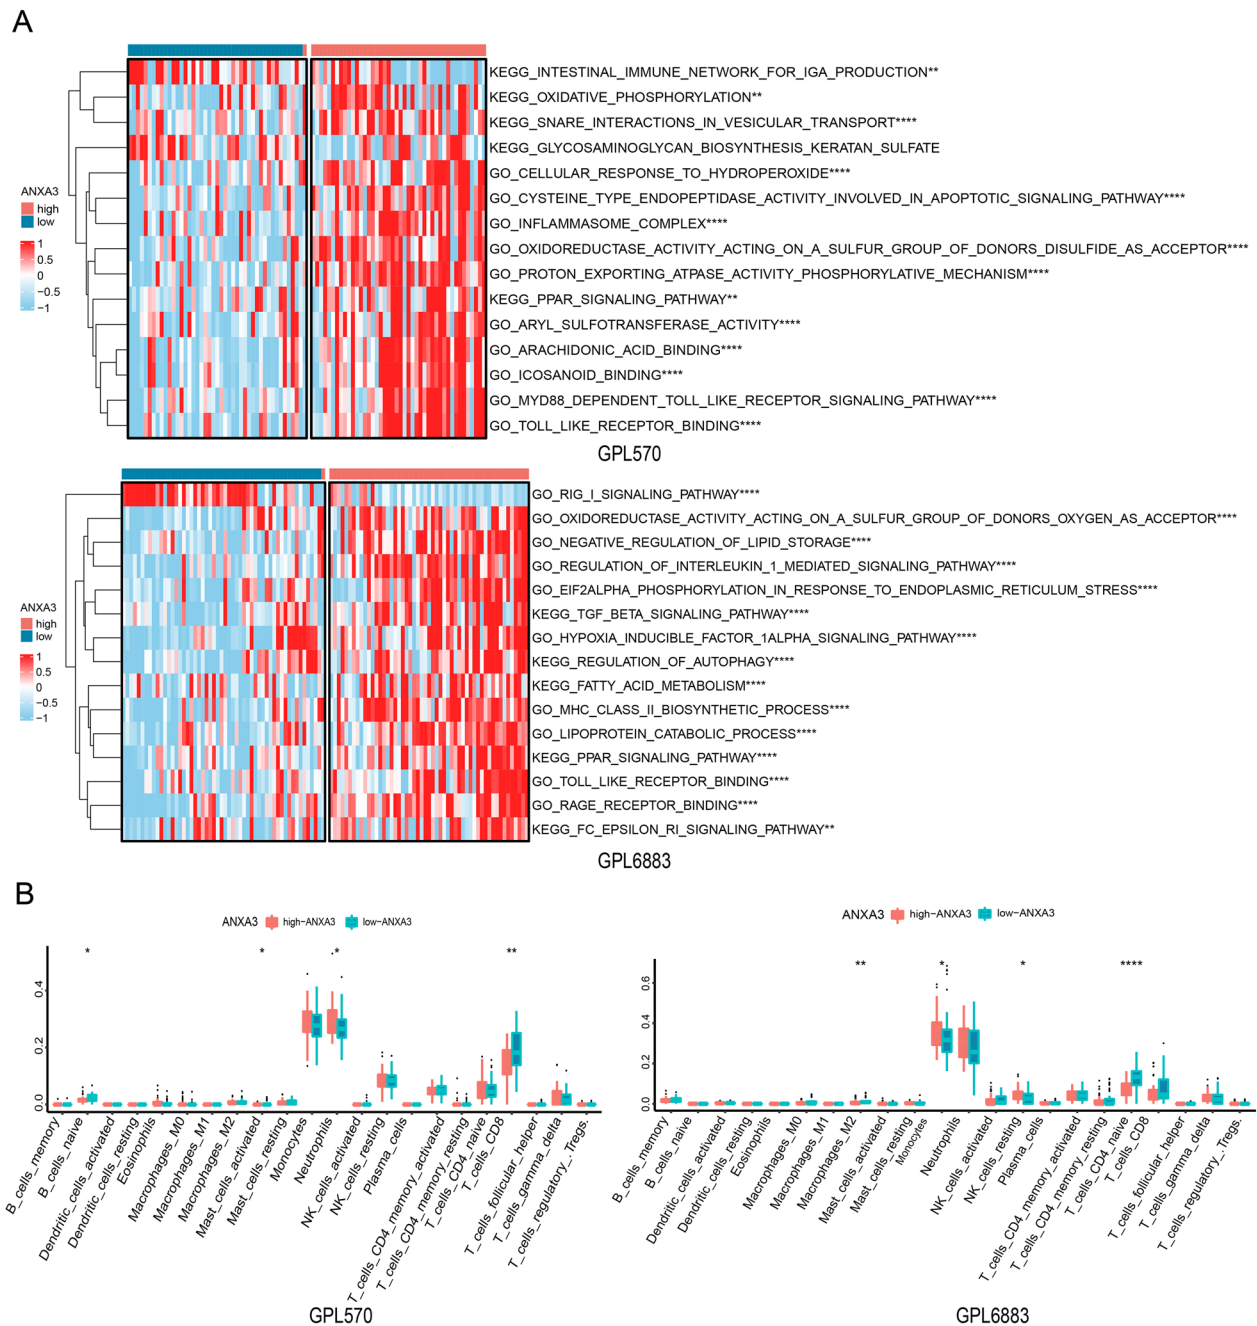 A
KEGG_INTESTINAL_IMMUNE_NETWORK_FOR_IGA_PRODUCTION**
KEGG_OXIDATIVE_PHOSPHORYLATION**
KEGG_SNARE_INTERACTIONS_IN_VESICULAR_TRANSPORT****
KEGG_GLYCOSAMINOGLYCAN_BIOSYNTHESIS_KERATAN_SULFATE
GO_CELLULAR_RESPONSE_TO_HYDROPEROXIDE****
GO_CYSTEINE_TYPE_ENDOPEPTIDASE_ACTIVITY_INVOLVED_IN_APOPTOTIC_SIGNALING_PATHWAY****
GO_INFLAMMASOME_COMPLEX****
GO_OXIDOREDUCTASE_ACTIVITY_ACTING_ON_A_SULFUR_GROUP_OF_DONORS_DISULFIDE_AS_ACCEPTOR****
GO_PROTON_EXPORTING_ATPASE_ACTIVITY_PHOSPHORYLATIVE_MECHANISM****
KEGG_PPAR_SIGNALING_PATHWAY**
GO_ARYL_SULFOTRANSFERASE_ACTIVITY****
GO_ARACHIDONIC_ACID_BINDING****
GO_ICOSANOID_BINDING****
GO_MYD88_DEPENDENT_TOLL_LIKE_RECEPTOR_SIGNALING_PATHWAY****
GO_TOLL_LIKE_RECEPTOR_BINDING****
ANXA3
high
low
1
0.5
0
−0.5
−1
GPL570
GO_RIG_I_SIGNALING_PATHWAY****
GO_OXIDOREDUCTASE_ACTIVITY_ACTING_ON_A_SULFUR_GROUP_OF_DONORS_OXYGEN_AS_ACCEPTOR****
GO_NEGATIVE_REGULATION_OF_LIPID_STORAGE****
GO_REGULATION_OF_INTERLEUKIN_1_MEDIATED_SIGNALING_PATHWAY****
GO_EIF2ALPHA_PHOSPHORYLATION_IN_RESPONSE_TO_ENDOPLASMIC_RETICULUM_STRESS****
KEGG_TGF_BETA_SIGNALING_PATHWAY****
GO_HYPOXIA_INDUCIBLE_FACTOR_1ALPHA_SIGNALING_PATHWAY****
KEGG_REGULATION_OF_AUTOPHAGY****
KEGG_FATTY_ACID_METABOLISM****
GO_MHC_CLASS_II_BIOSYNTHETIC_PROCESS****
GO_LIPOPROTEIN_CATABOLIC_PROCESS****
KEGG_PPAR_SIGNALING_PATHWAY****
GO_TOLL_LIKE_RECEPTOR_BINDING****
GO_RAGE_RECEPTOR_BINDING****
KEGG_FC_EPSILON_RI_SIGNALING_PATHWAY**
ANXA3
high
low
1
0.5
0
−0.5
−1
GPL6883
B
ANXA3 high−ANXA3 low−ANXA3
* * * **
0.4
0.2
0.0
B_cells_memory
B_cells_naive
Dendritic_cells_activated
Dendritic_cells_resting
Eosinophils
Macrophages_M0
Macrophages_M1
Macrophages_M2
Mast_cells_activated
Mast_cells_resting
Monocytes
Neutrophils
NK_cells_activated
NK_cells_resting
Plasma_cells
T_cells_CD4_memory_activated
T_cells_CD4_memory_resting
T_cells_CD4_naive
T_cells_CD8
T_cells_follicular_helper
T_cells_gamma_delta
T_cells_regulatory_.Tregs.
GPL570
ANXA3 high−ANXA3 low−ANXA3
** * * ****
0.6
0.4
0.2
0.0
B_cells_memory
B_cells_naive
Dendritic_cells_activated
Dendritic_cells_resting
Eosinophils
Macrophages_M0
Macrophages_M1
Macrophages_M2
Mast_cells_activated
Mast_cells_resting
Monocytes
Neutrophils
NK_cells_activated
NK_cells_resting
Plasma_cells
T_cells_CD4_memory_activated
T_cells_CD4_memory_resting
T_cells_CD4_naive
T_cells_CD8
T_cells_follicular_helper
T_cells_gamma_delta
T_cells_regulatory_.Tregs.
GPL6883